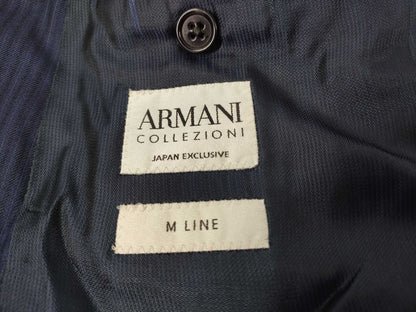 ARMANI
COLLEZIONI
JAPAN EXCLUSIVE
M LINE